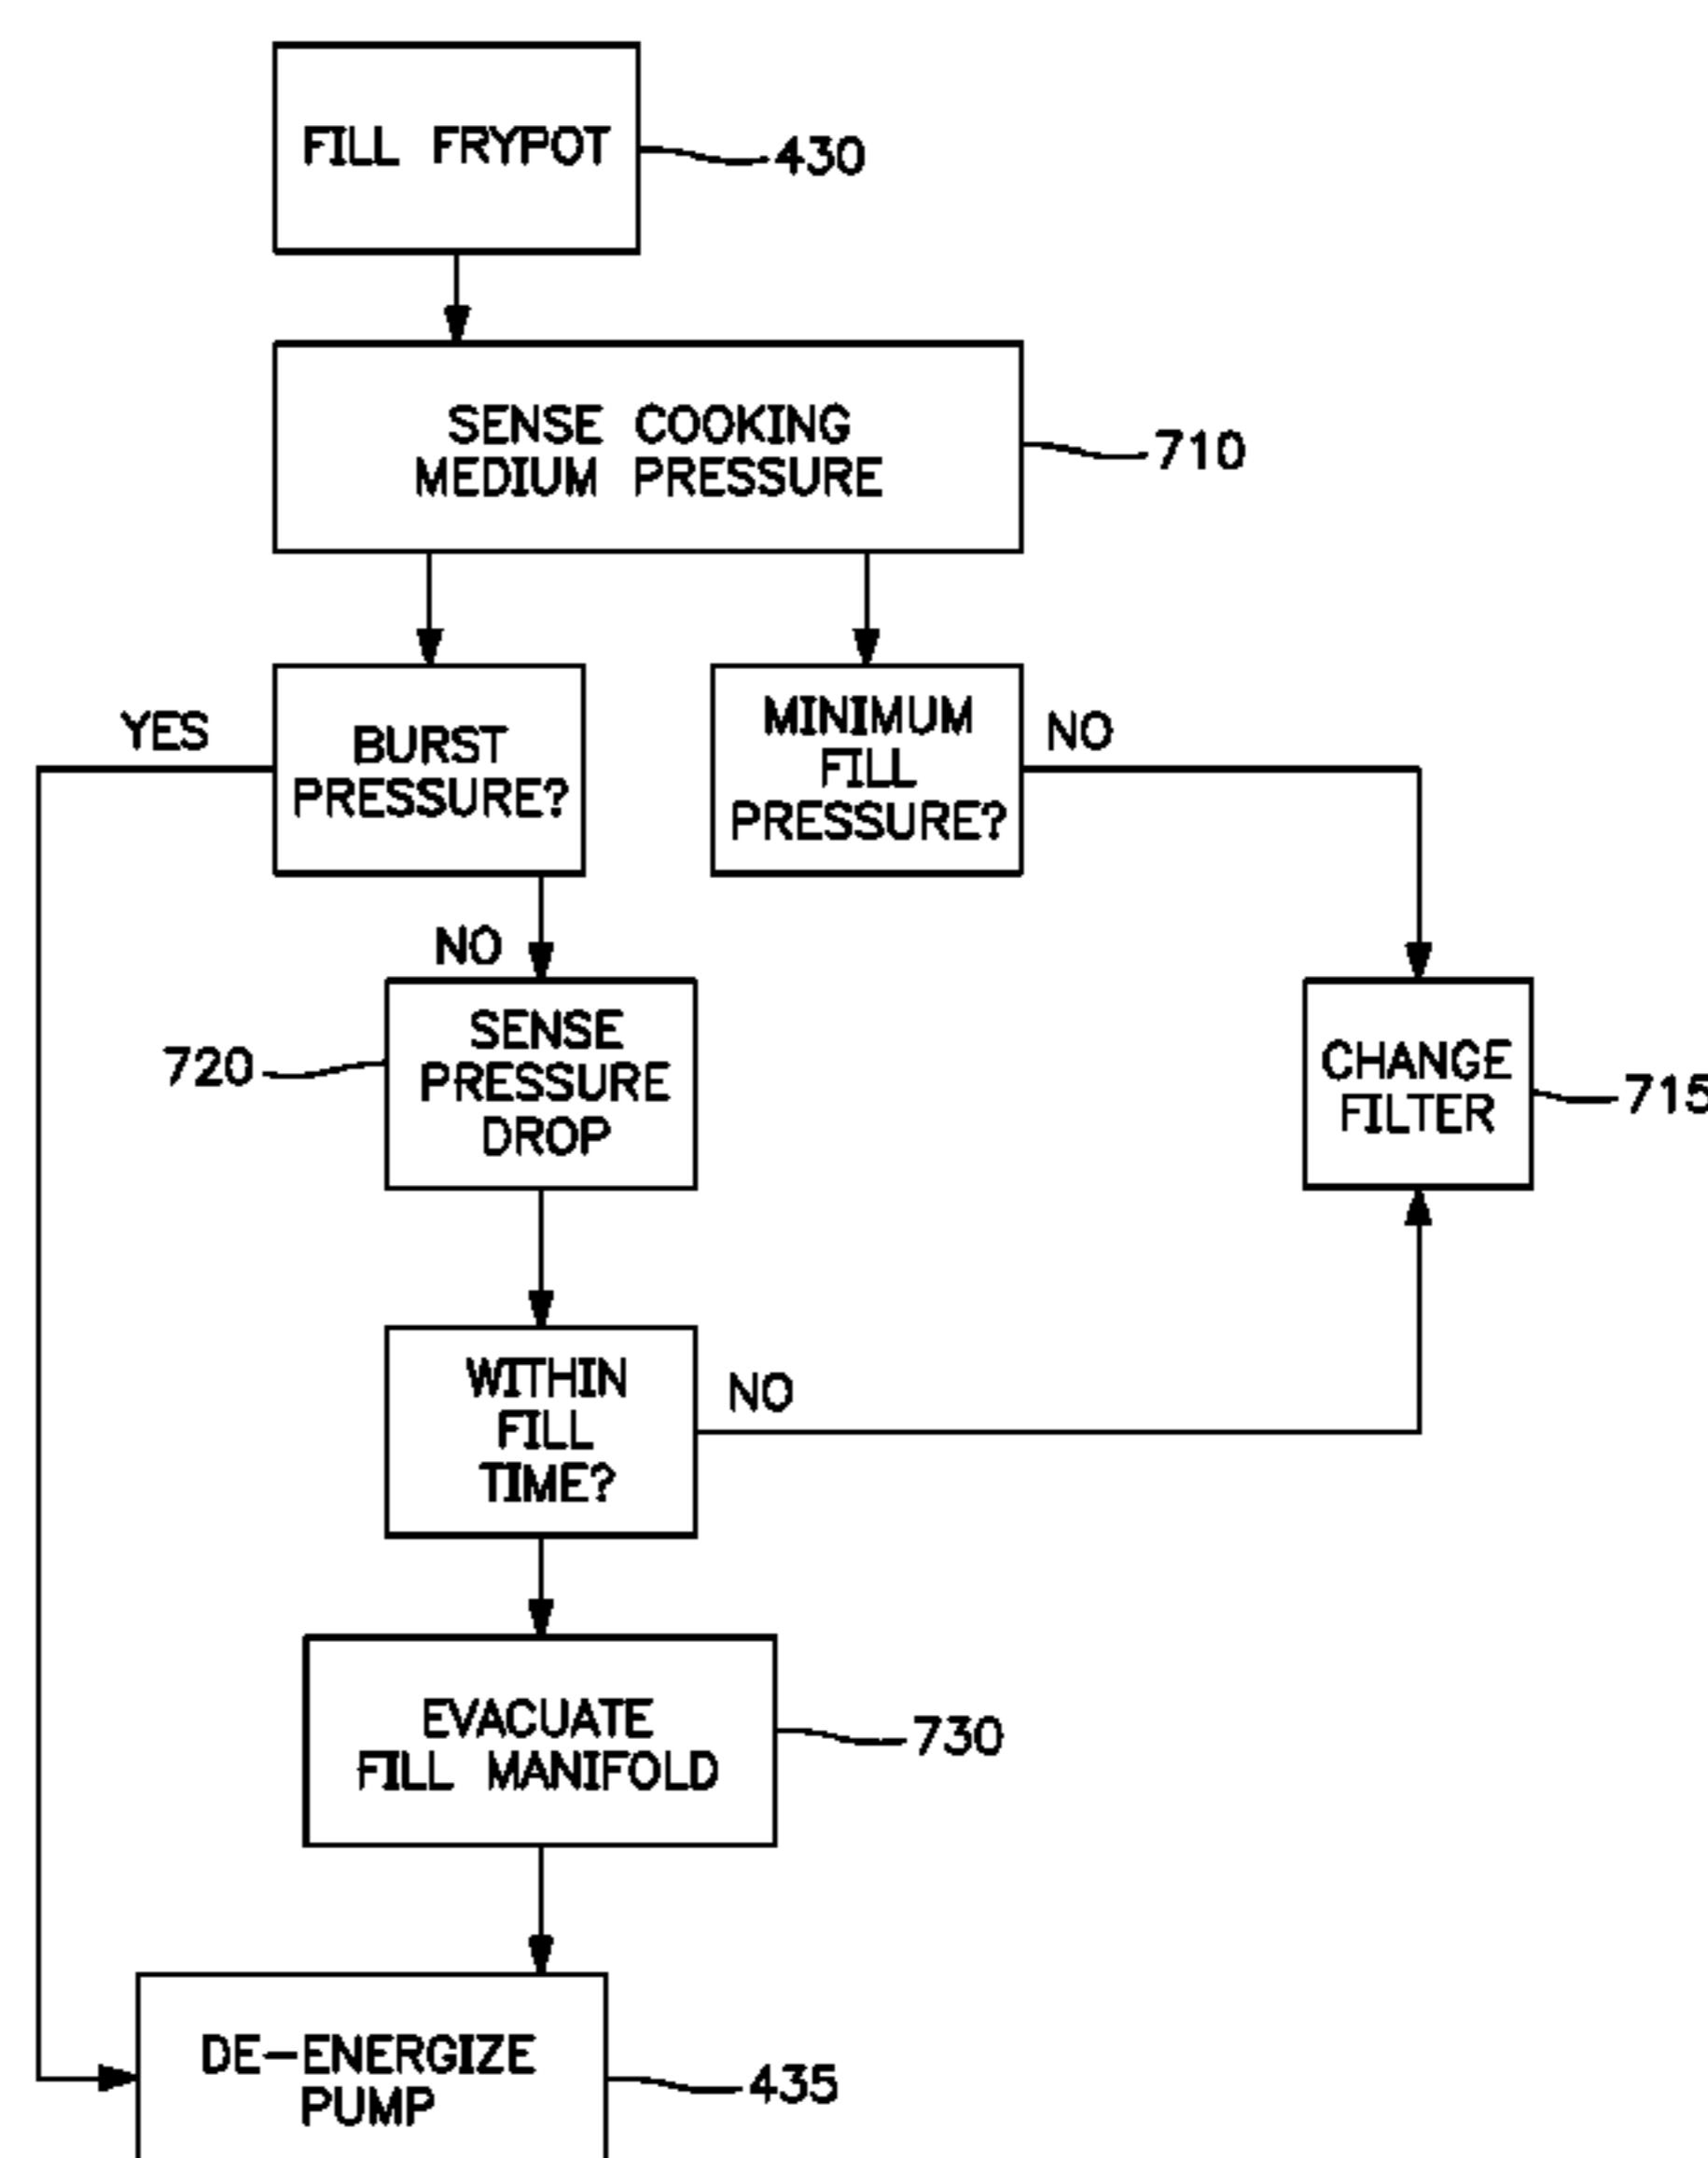 FILL FRYPOT
430
SENSE COOKING
MEDIUM PRESSURE
710
YES
BURST
PRESSURE?
MINIMUM
FILL
PRESSURE?
NO
NO
720
SENSE
PRESSURE
DROP
CHANGE
FILTER
715
WITHIN
FILL
TIME?
NO
EVACUATE
FILL MANIFOLD
730
DE-ENERGIZE
PUMP
435